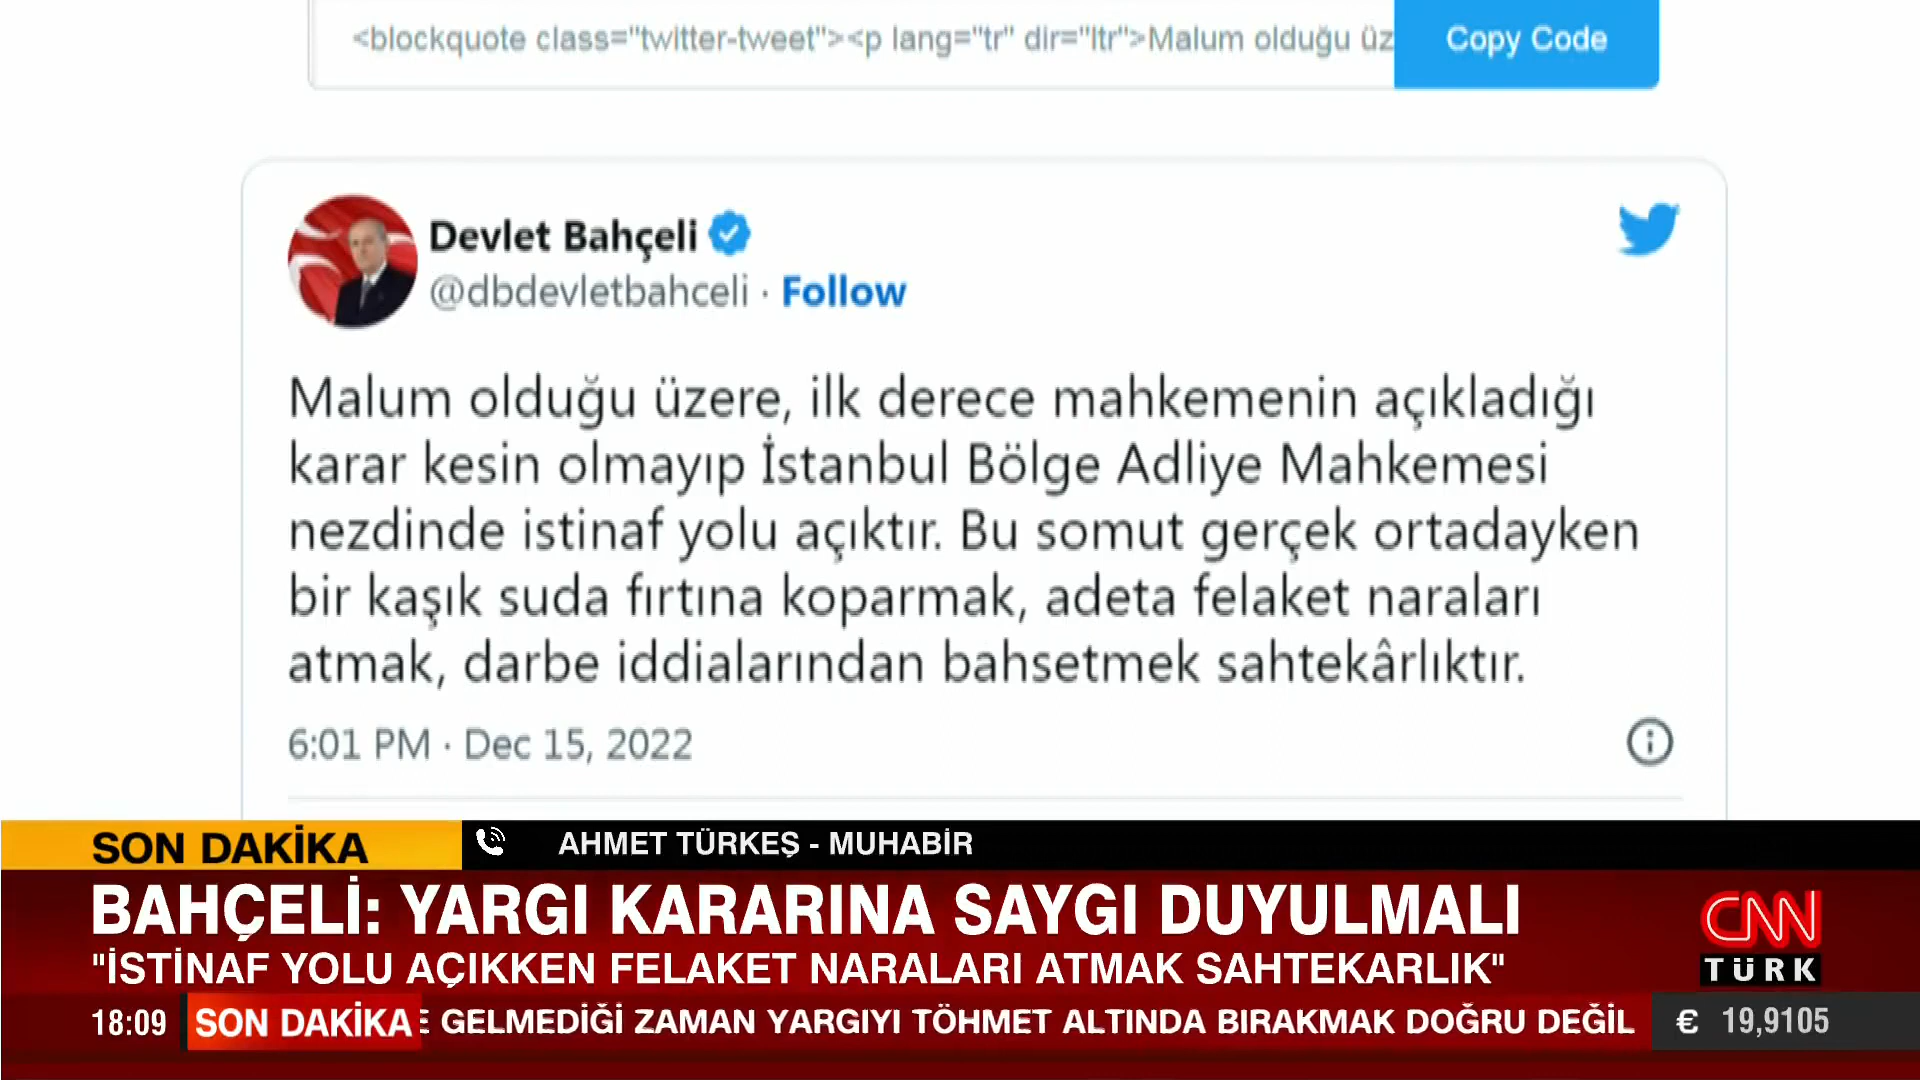 <blockquote class="twitter-tweet"><p lang="tr" dir="ltr">Malum olduğu üz
Copy Code
Devlet Bahçeli
@dbdevletbahceli · Follow
Malum olduğu üzere, ilk derece mahkemenin açıkladığı
karar kesin olmayıp İstanbul Bölge Adliye Mahkemesi
nezdinde istinaf yolu açıktır. Bu somut gerçek ortadayken
bir kaşık suda fırtına koparmak, adeta felaket naraları
atmak, darbe iddialarından bahsetmek sahtekârlıktır.
6:01 PM · Dec 15, 2022
SON DAKİKA
AHMET TÜRKEŞ - MUHABİR
BAHÇELİ: YARGI KARARINA SAYGI DUYULMALI
"İSTİNAF YOLU AÇIKKEN FELAKET NARALARI ATMAK SAHTEKARLIK"
CNN
TÜRK
18:09
SON DAKİKA
E GELMEDİĞİ ZAMAN YARGIYI TÖHMET ALTINDA BIRAKMAK DOĞRU DEĞİL
€ 19,9105